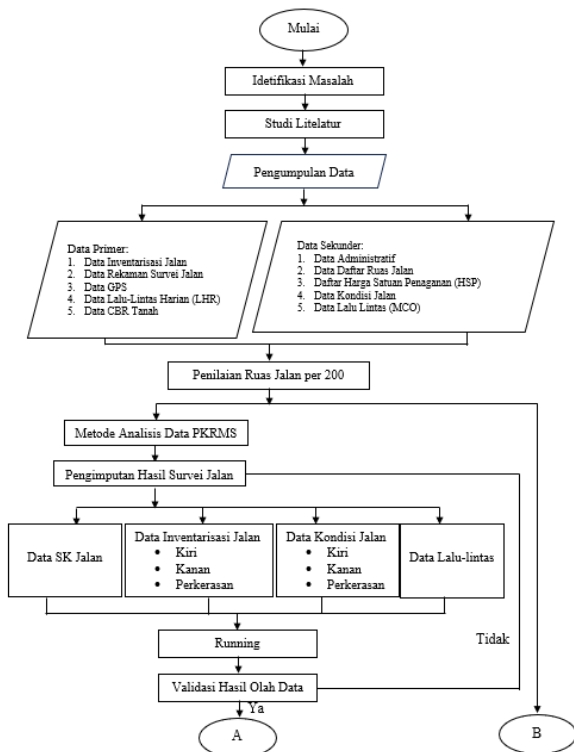 Mulai
Idetifikasi Masalah
Studi Litelatur
Pengumpulan Data
Data Primer:
1. Data Inventarisasi Jalan
2. Data Rekaman Survei Jalan
3. Data GPS
4. Data Lalu-Lintas Harian (LHR)
5. Data CBR Tanah
Data Sekunder:
1. Data Administratif
2. Data Daftar Ruas Jalan
3. Daftar Harga Satuan Penaganan (HSP)
4. Data Kondisi Jalan
5. Data Lalu Lintas (MCO)
Penilaian Ruas Jalan per 200
Metode Analisis Data PKRMS
Pengimputan Hasil Survei Jalan
Data SK Jalan
Data Inventarisasi Jalan
• Kiri
• Kanan
• Perkerasan
Data Kondisi Jalan
• Kiri
• Kanan
• Perkerasan
Data Lalu-lintas
Running
Tidak
Validasi Hasil Olah Data
Ya
A
B